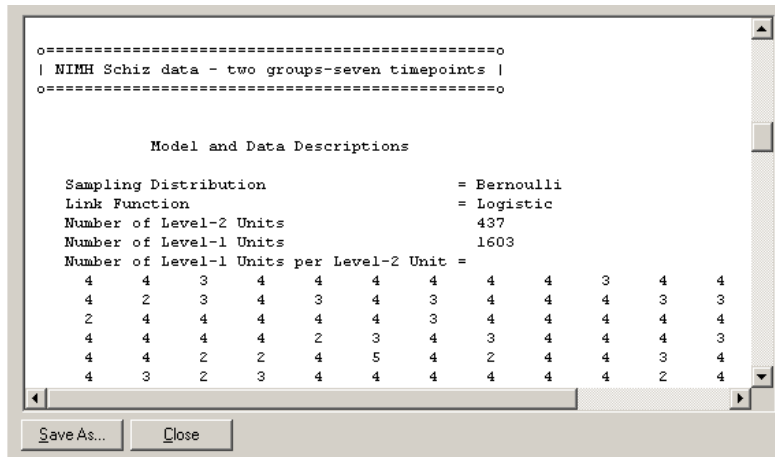 o===============================================o
| NIMH Schiz data - two groups-seven timepoints |
o===============================================o
Model and Data Descriptions
Sampling Distribution = Bernoulli
Link Function = Logistic
Number of Level-2 Units 437
Number of Level-1 Units 1603
Number of Level-1 Units per Level-2 Unit =
4 4 3 4 4 4 4 4 4 3 4 4
4 2 3 4 3 4 3 4 4 4 3 3
2 4 4 4 4 4 3 4 4 4 4 4
4 4 4 4 2 3 4 3 4 4 4 3
4 4 2 2 4 5 4 2 4 4 3 4
4 3 2 3 4 4 4 4 4 4 2 4
Save As... Close